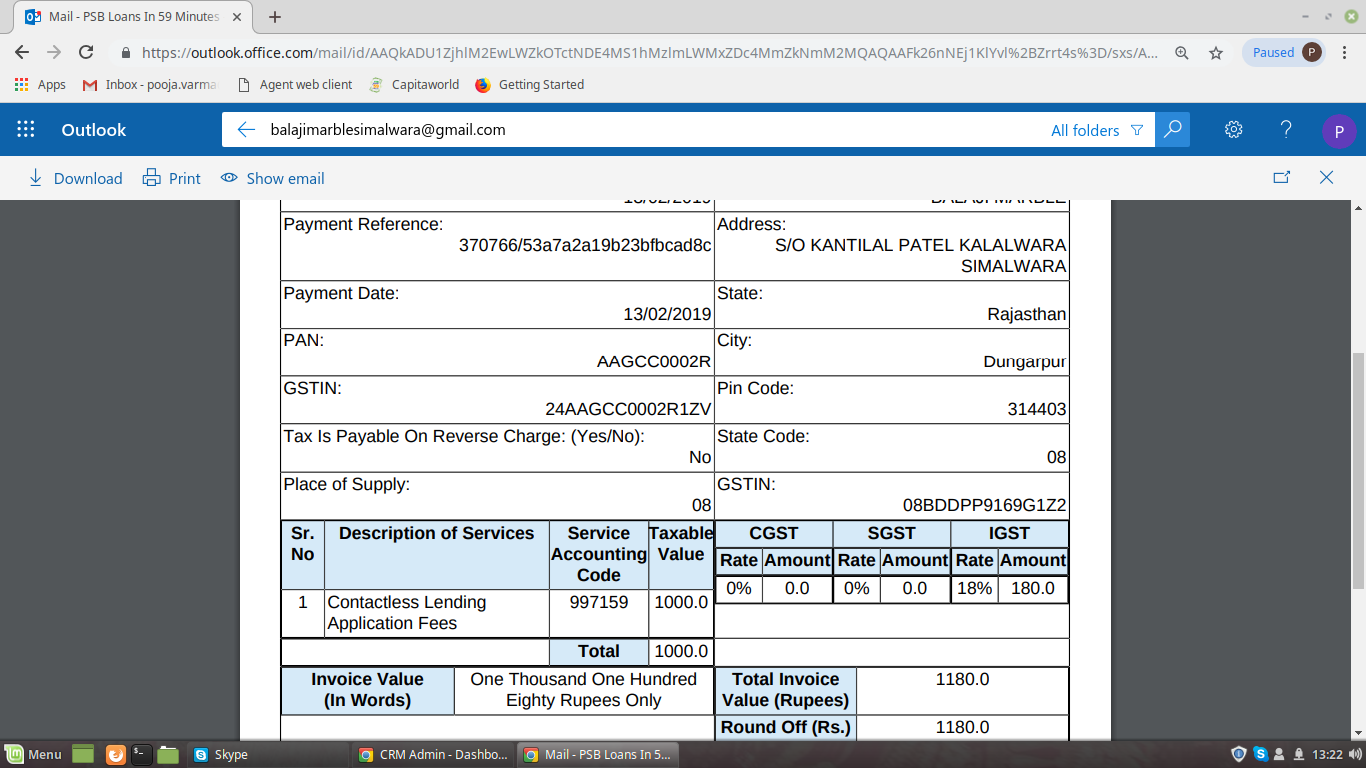 Mail - PSB Loans In 59 Minutes
https://outlook.office.com/mail/id/AAQkADU1ZjhlM2EwLWZkOTctNDE4MS1hMzlmLWMxZDc4MmZkNmM2MQAQAAFk26nNEj1KlYvl%2BZrrt4s%3D/sxs/A...
Paused P
Apps Inbox - pooja.varma Agent web client Capitaworld Getting Started
Outlook balajimarblesimalwara@gmail.com All folders ? P
Download Print Show email
13/02/2019 BALAJI MARBLE
Payment Reference: Address:
370766/53a7a2a19b23bfbcad8c S/O KANTILAL PATEL KALALWARA
SIMALWARA
Payment Date: State:
13/02/2019 Rajasthan
PAN: City:
AAGCC0002R Dungarpur
GSTIN: Pin Code:
24AAGCC0002R1ZV 314403
Tax Is Payable On Reverse Charge: (Yes/No): State Code:
No 08
Place of Supply: GSTIN:
08 08BDDPP9169G1Z2
Sr. Description of Services Service Taxable CGST SGST IGST
No Accounting Value Rate Amount Rate Amount Rate Amount
Code 0% 0.0 0% 0.0 18% 180.0
1 Contactless Lending 997159 1000.0
Application Fees
Total 1000.0
Invoice Value One Thousand One Hundred Total Invoice 1180.0
(In Words) Eighty Rupees Only Value (Rupees)
Round Off (Rs.) 1180.0
Menu Skype CRM Admin - Dashbo... Mail - PSB Loans In 5... 13:22